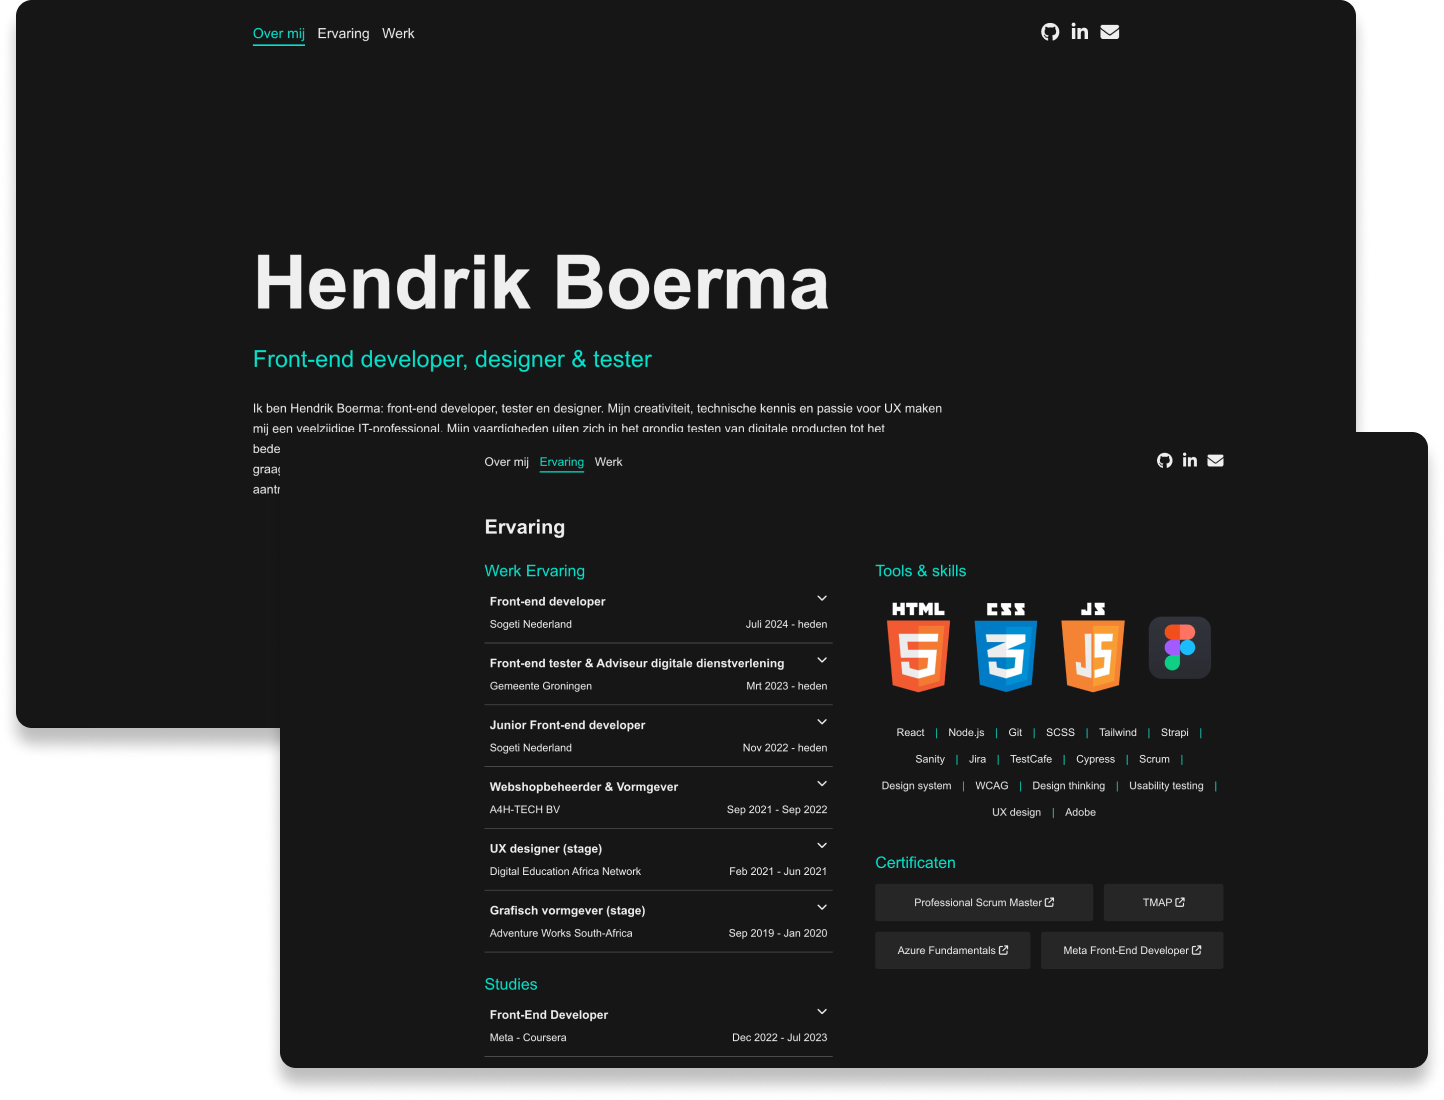 Over mij Ervaring Werk
Hendrik Boerma
Front-end developer, designer & tester
Ik ben Hendrik Boerma: front-end developer, tester en designer. Mijn creativiteit, technische kennis en passie voor UX maken
mij een veelzijdige IT-professional. Mijn vaardigheden uiten zich in het grondig testen van digitale producten tot het
Over mij Ervaring Werk
Ervaring
Werk Ervaring
Front-end developer
Sogeti Nederland Juli 2024 - heden
Front-end tester & Adviseur digitale dienstverlening
Gemeente Groningen Mrt 2023 - heden
Junior Front-end developer
Sogeti Nederland Nov 2022 - heden
Webshopbeheerder & Vormgever
A4H-TECH BV Sep 2021 - Sep 2022
UX designer (stage)
Digital Education Africa Network Feb 2021 - Jun 2021
Grafisch vormgever (stage)
Adventure Works South-Africa Sep 2019 - Jan 2020
Studies
Front-End Developer
Meta - Coursera Dec 2022 - Jul 2023
Tools & skills
HTML CSS JS
5 3 JS
React | Node.js | Git | SCSS | Tailwind | Strapi |
Sanity | Jira | TestCafe | Cypress | Scrum |
Design system | WCAG | Design thinking | Usability testing |
UX design | Adobe
Certificaten
Professional Scrum Master TMAP
Azure Fundamentals Meta Front-End Developer